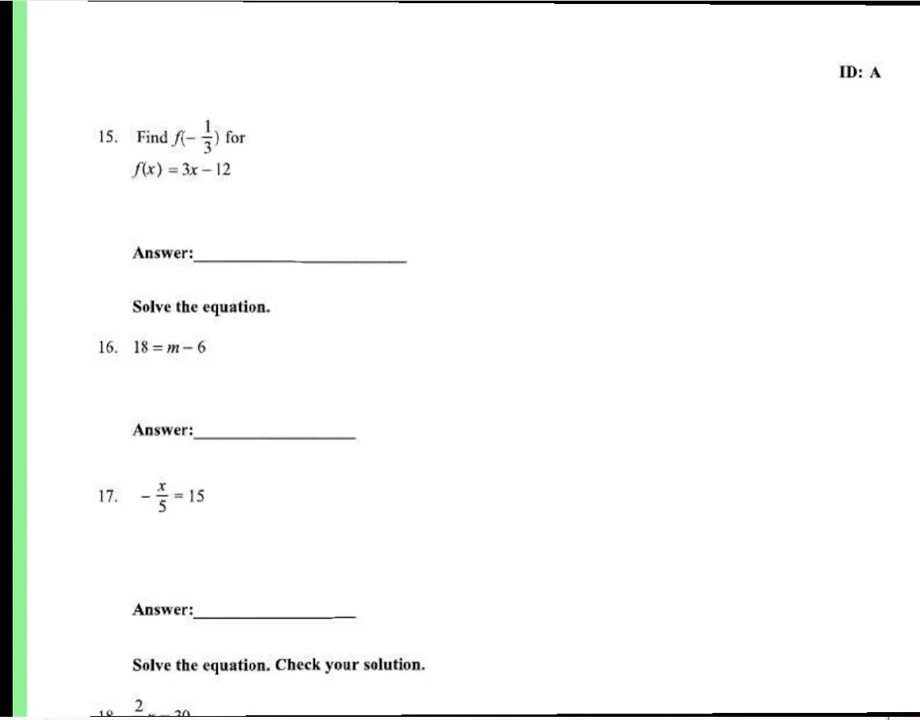 ID: A
15. Find f(- 1/3) for
f(x) = 3x – 12
Answer:
Solve the equation.
16. 18 = m – 6
Answer:
17. - x/5 = 15
Answer:
Solve the equation. Check your solution.
2